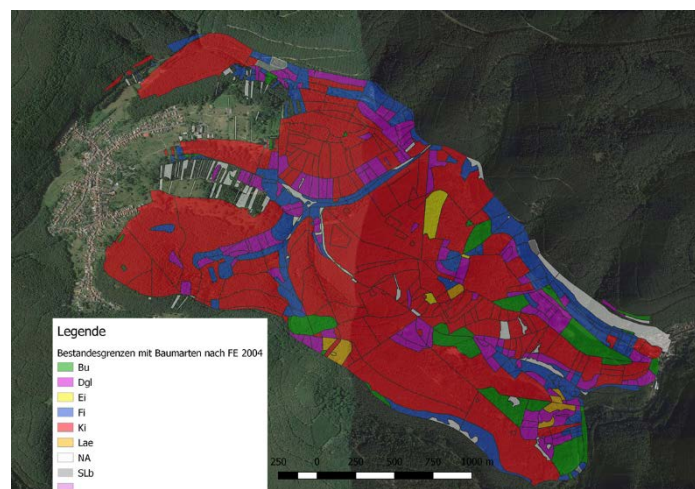 Legende
Bestandesgrenzen mit Baumarten nach FE 2004
Bu
Dgl
Ei
Fi
Ki
Lae
NA
SLb
250 0 250 500 750 1000 m